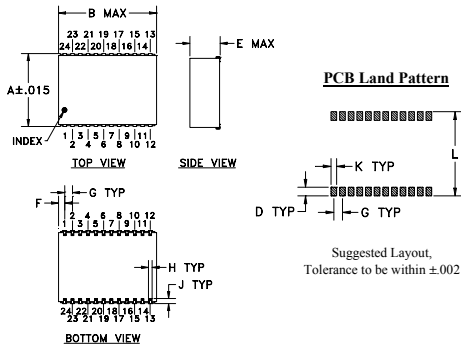 B MAX
23 21 19 17 15 13
24 22 20 18 16 14
E MAX
A±.015
INDEX
1 3 5 7 9 11
2 4 6 8 10 12
TOP VIEW
SIDE VIEW
PCB Land Pattern
L
K TYP
D TYP
G TYP
Suggested Layout,
Tolerance to be within ±.002
G TYP
F
2 4 6 8 10 12
1 3 5 7 9 11
H TYP
J TYP
24 22 20 18 16 14
23 21 19 17 15 13
BOTTOM VIEW